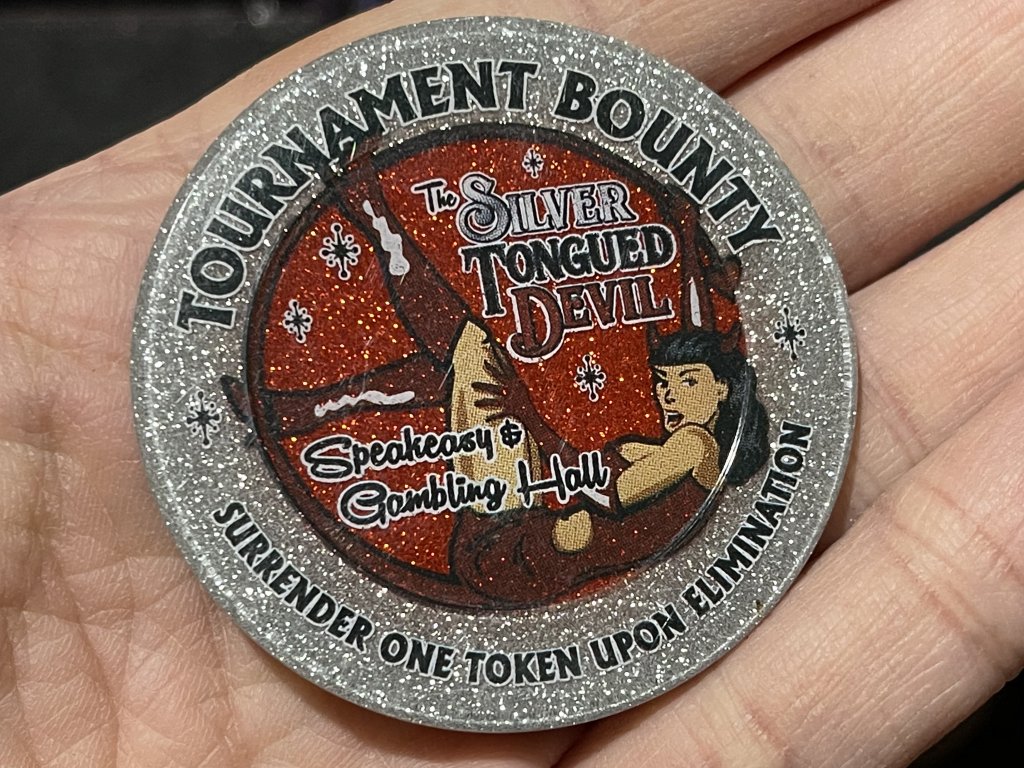 TOURNAMENT BOUNTY
The SILVER
TONGUED
DEVIL
Speakeasy &
Gambling Hall
SURRENDER ONE TOKEN UPON ELIMINATION